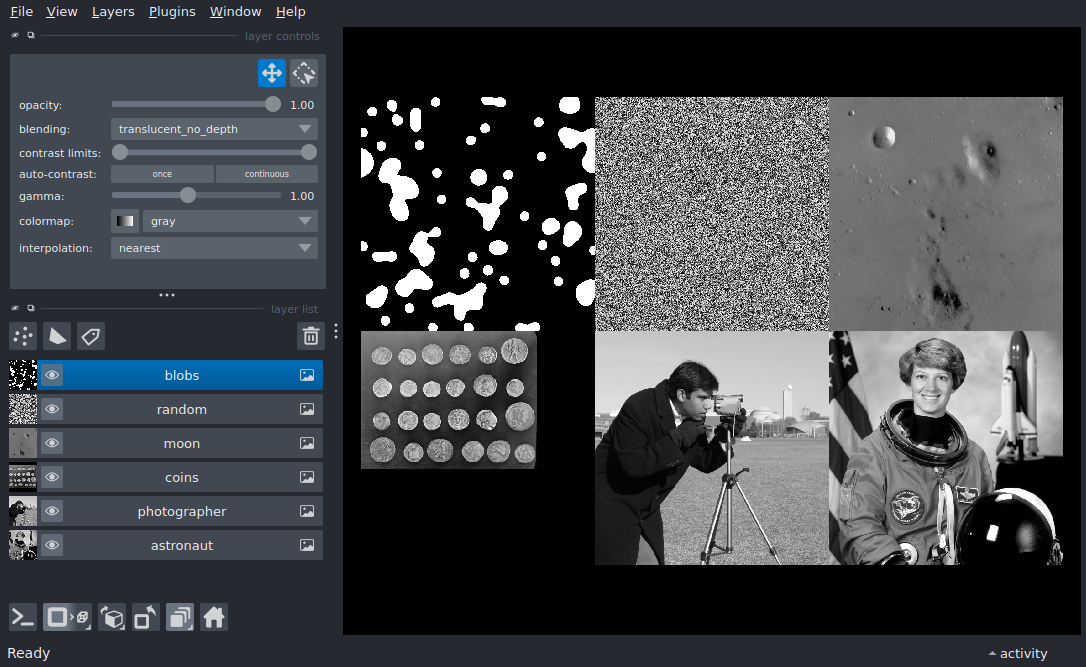 File View Layers Plugins Window Help
layer controls
opacity: 1.00
blending: translucent_no_depth
contrast limits:
auto-contrast: once continuous
gamma: 1.00
colormap: gray
interpolation: nearest
layer list
blobs
random
moon
coins
photographer
astronaut
Ready activity